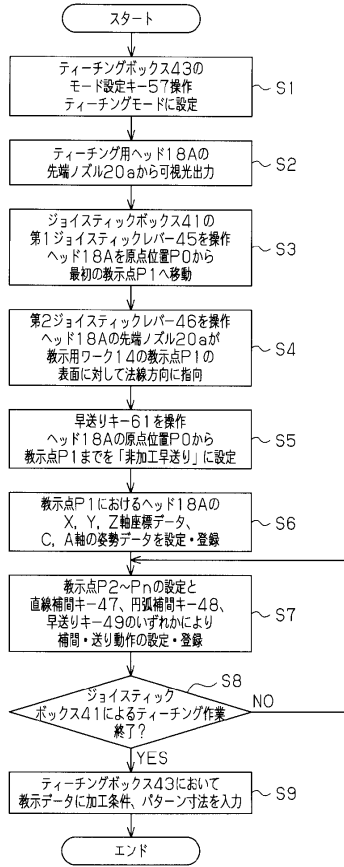 スタート
ティーチングボックス43の
モード設定キー57操作
ティーチングモードに設定
S1
ティーチング用ヘッド18Aの
先端ノズル20aから可視光出力
S2
ジョイスティックボックス41の
第1ジョイスティックレバー45を操作
ヘッド18Aを原点位置P0から
最初の教示点P1へ移動
S3
第2ジョイスティックレバー46を操作
ヘッド18Aの先端ノズル20aが
教示用ワーク14の教示点P1の
表面に対して法線方向に指向
S4
早送りキー61を操作
ヘッド18Aの原点位置P0から
教示点P1までを「非加工早送り」に設定
S5
教示点P1におけるヘッド18Aの
X, Y, Z軸座標データ、
C, A軸の姿勢データを設定・登録
S6
教示点P2~Pnの設定と
直線補間キー47、円弧補間キー48、
早送りキー49のいずれかにより
補間・送り動作の設定・登録
S7
ジョイスティック
ボックス41によるティーチング作業
終了?
S8
NO
YES
ティーチングボックス43において
教示データに加工条件、パターン寸法を入力
S9
エンド